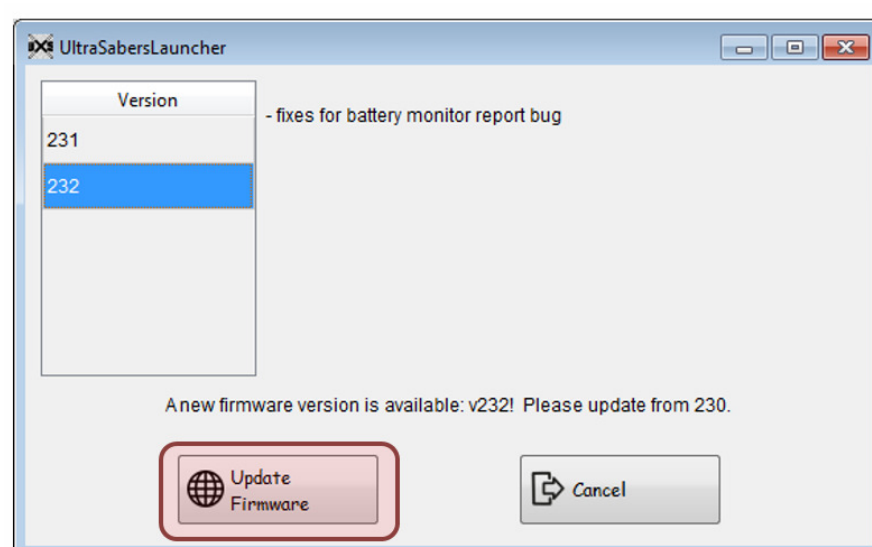 UltraSabersLauncher
Version
- fixes for battery monitor report bug
231
232
A new firmware version is available: v232!  Please update from 230.
Update
Firmware
Cancel